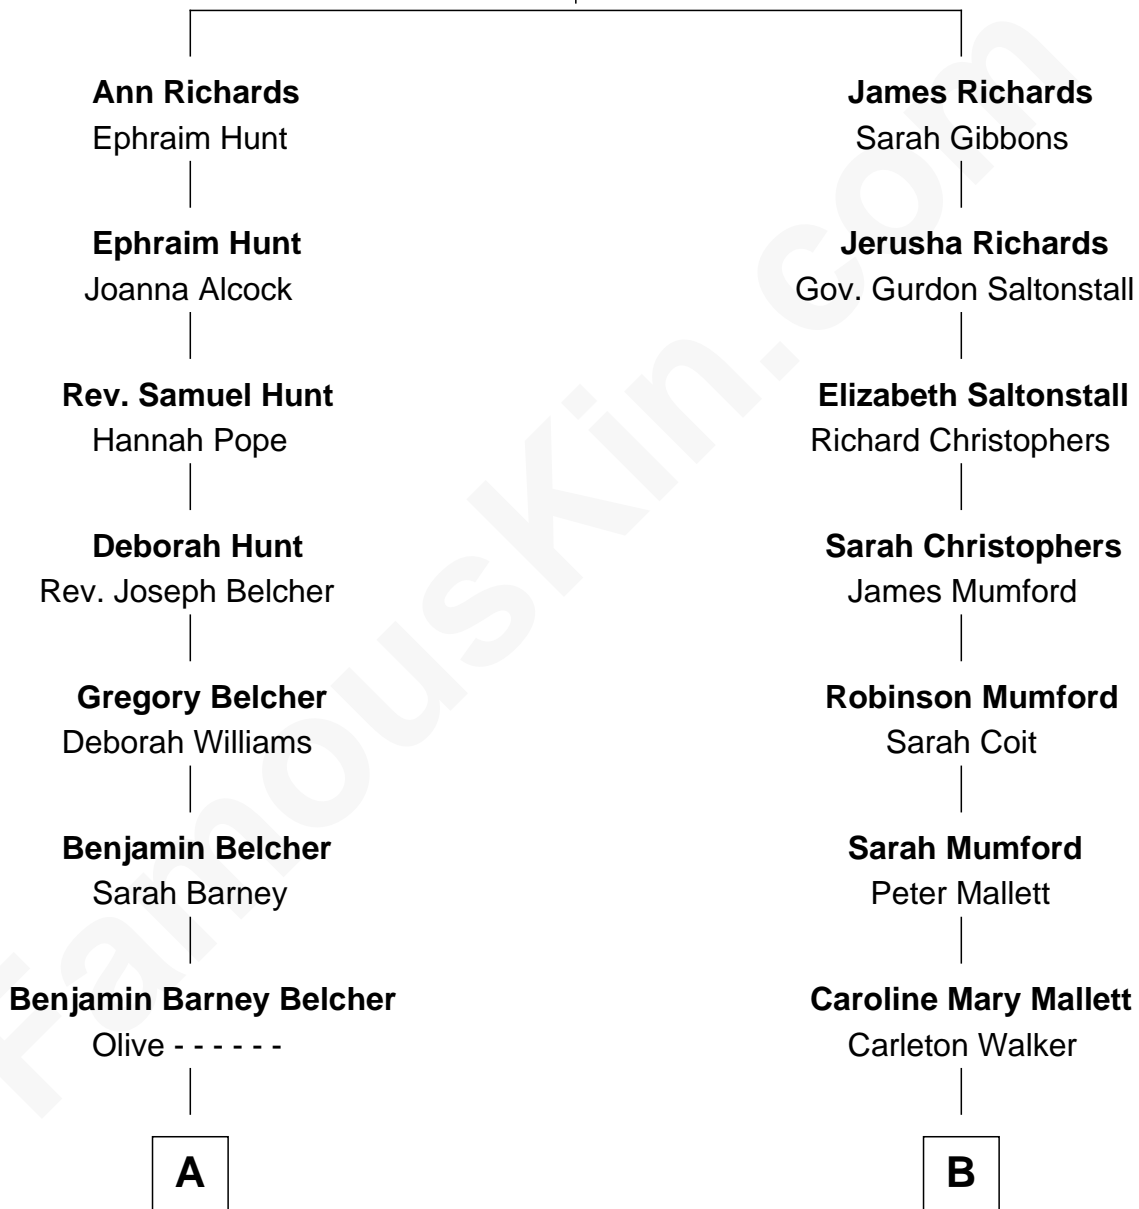 Ann Richards
Ephraim Hunt
Ephraim Hunt
Joanna Alcock
Rev. Samuel Hunt
Hannah Pope
Deborah Hunt
Rev. Joseph Belcher
Gregory Belcher
Deborah Williams
Benjamin Belcher
Sarah Barney
Benjamin Barney Belcher
Olive - - - - - -
A
James Richards
Sarah Gibbons
Jerusha Richards
Gov. Gurdon Saltonstall
Elizabeth Saltonstall
Richard Christophers
Sarah Christophers
James Mumford
Robinson Mumford
Sarah Coit
Sarah Mumford
Peter Mallett
Caroline Mary Mallett
Carleton Walker
B
FamousKin.com